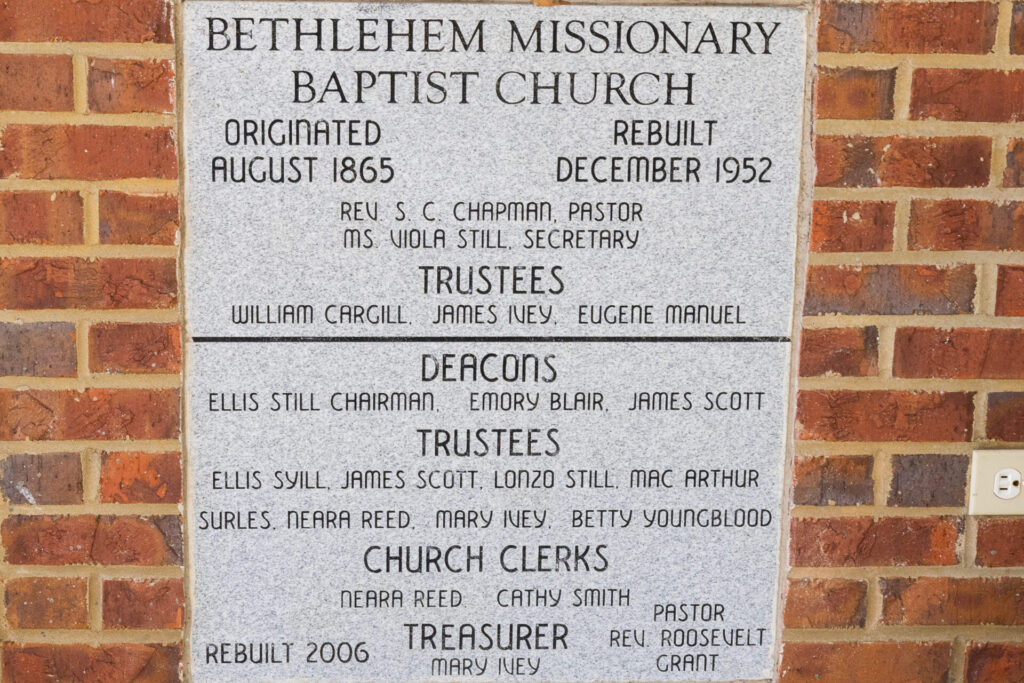 BETHLEHEM MISSIONARY
BAPTIST CHURCH
ORIGINATED REBUILT
AUGUST 1865 DECEMBER 1952
REV. S. C. CHAPMAN, PASTOR
MS. VIOLA STILL, SECRETARY
TRUSTEES
WILLIAM CARGILL, JAMES IVEY, EUGENE MANUEL
DEACONS
ELLIS STILL CHAIRMAN, EMORY BLAIR, JAMES SCOTT
TRUSTEES
ELLIS SYILL, JAMES SCOTT, LONZO STILL, MAC ARTHUR
SURLES, NEARA REED, MARY IVEY, BETTY YOUNGBLOOD
CHURCH CLERKS
NEARA REED CATHY SMITH
REBUILT 2006
TREASURER
MARY IVEY
PASTOR
REV. ROOSEVELT
GRANT